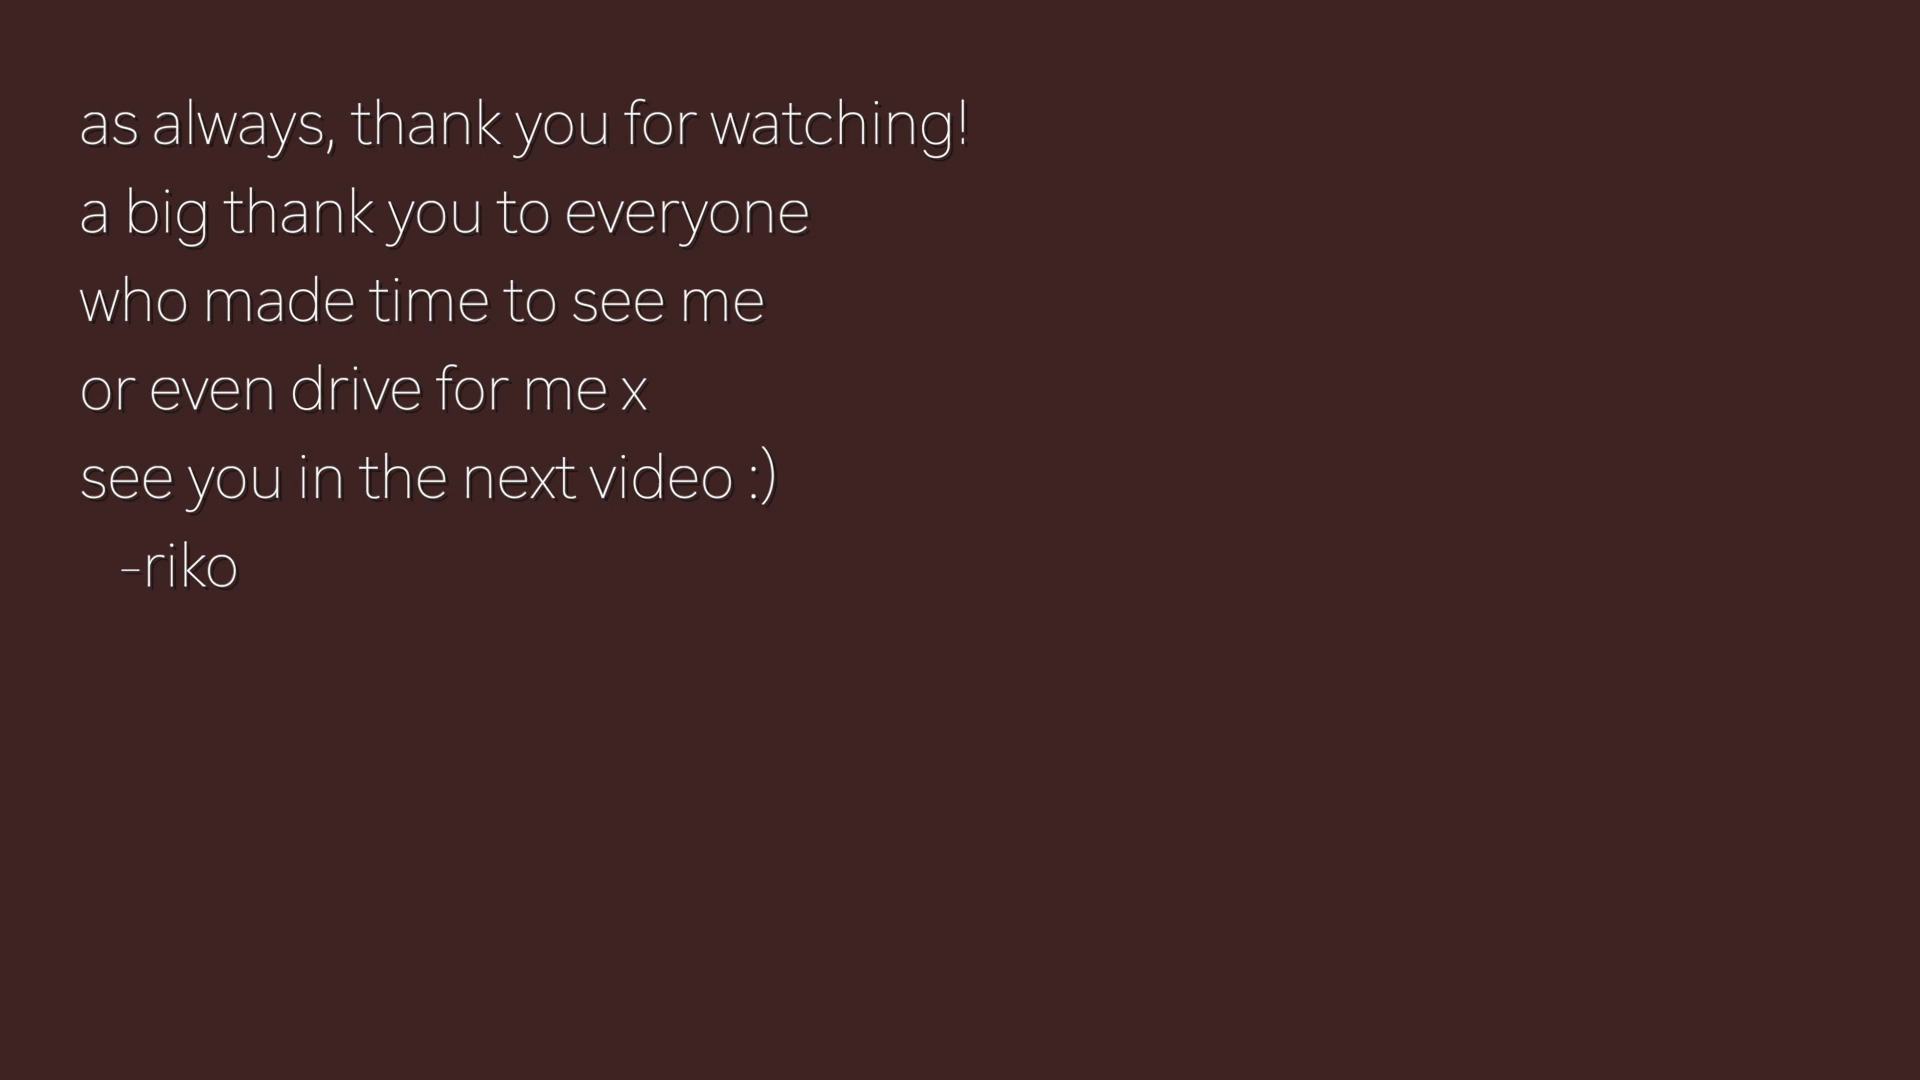 as always, thank you for watching!
a big thank you to everyone
who made time to see me
or even drive for me x
see you in the next video :)
-riko